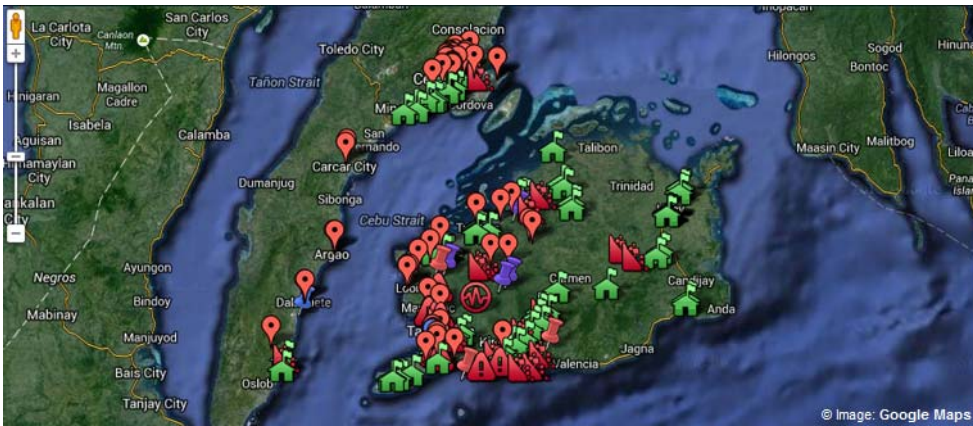 La Carlota
City
Canlaon
Mtn.
San Carlos
City
Toledo City
Consolacion
Hilongos
Sogod
Bontoc
Magallon
Cadre
Tañon Strait
Hinigaran
Isabela
Calamba
San
Cordova
Talibon
Maasin City
Malitbog
Carcar City
Dumanjug
Sibonga
Trinidad
Cebu Strait
Argao
Negros
Ayungon
Carmen
Candijay
Bindoy
Mabinay
Anda
Manjuyod
Jagna
Valencia
Bais City
Oslob
Tanjay City
© Image: Google Maps